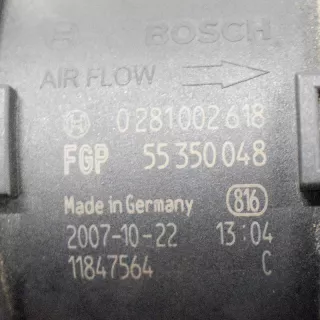 BOSCH
AIR FLOW
0 281 002 618
FGP 55 350 048
Made in Germany 816
2007-10-22 13:04
11847564 C